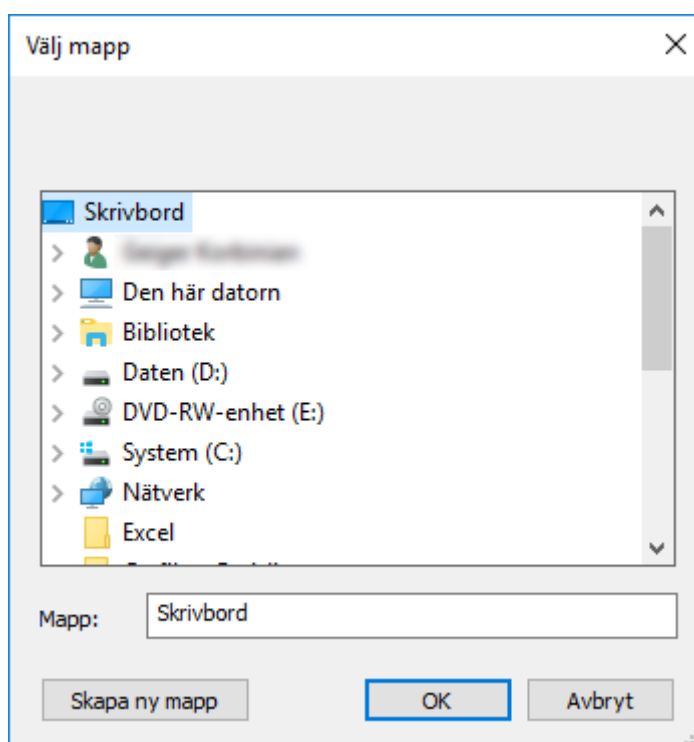 Välj mapp
Skrivbord
Den här datorn
Bibliotek
Daten (D:)
DVD-RW-enhet (E:)
System (C:)
Nätverk
Excel
Mapp: Skrivbord
Skapa ny mapp OK Avbryt